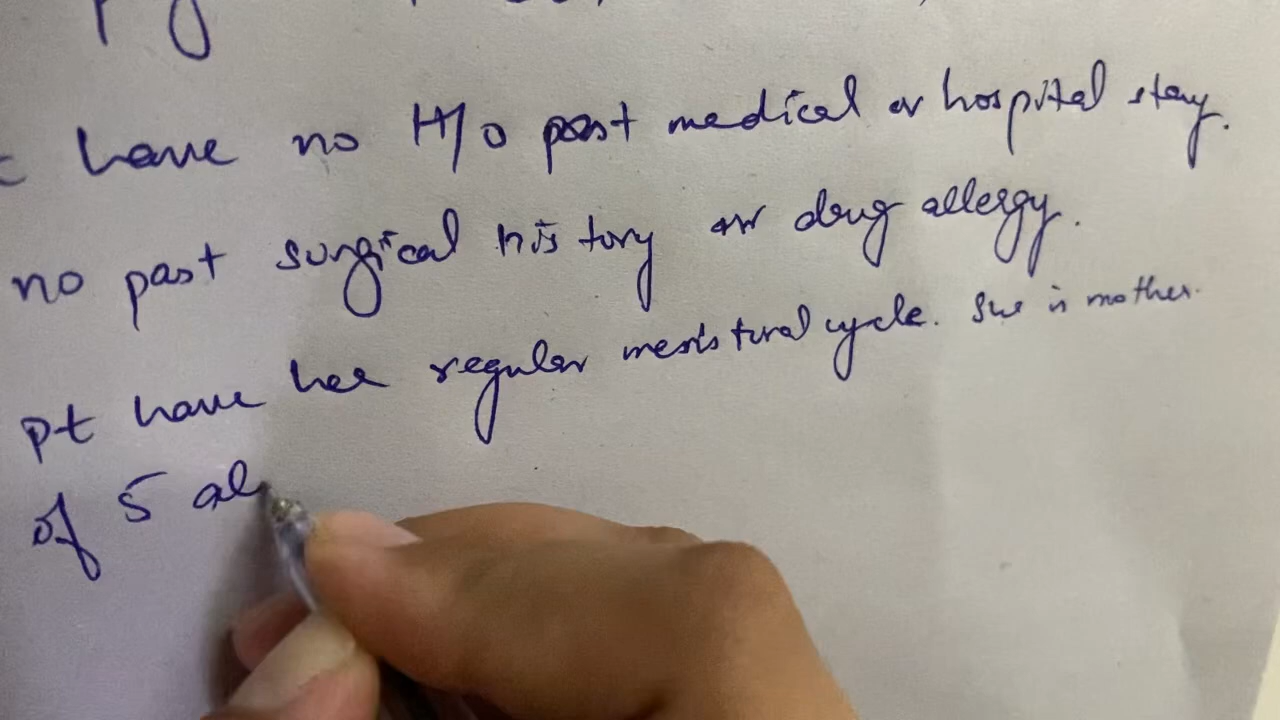 have no H/O past medical or hospital stay.
no past surgical history or drug allergy.
pt have her regular menstural cycle. She is mother.
of 5 al